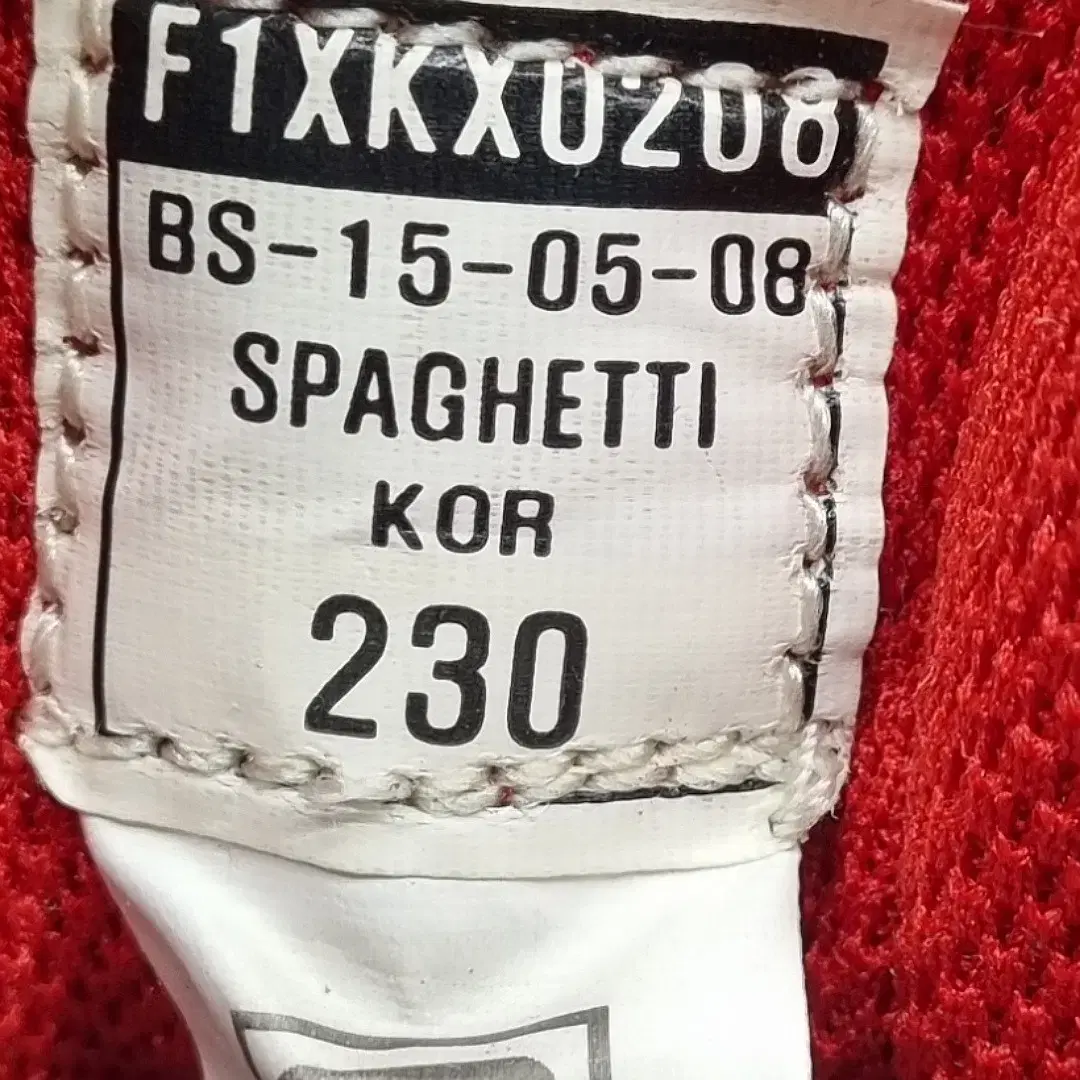 F1XKX0208
BS-15-05-08
SPAGHETTI
KOR
230